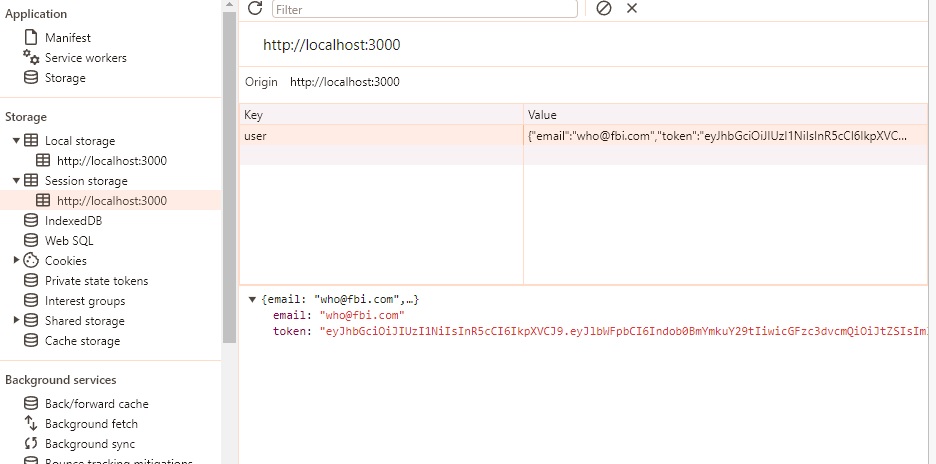 Application
Manifest
Service workers
Storage
Storage
Local storage
http://localhost:3000
Session storage
http://localhost:3000
IndexedDB
Web SQL
Cookies
Private state tokens
Interest groups
Shared storage
Cache storage
Background services
Back/forward cache
Background fetch
Background sync
Bounce tracking mitigations
Filter
http://localhost:3000
Origin http://localhost:3000
Key Value
user {"email":"who@fbi.com","token":"eyJhbGciOiJIUzI1NiIsInR5cCI6IkpXVC...
{email: "who@fbi.com",…}
email: "who@fbi.com"
token: "eyJhbGciOiJIUzI1NiIsInR5cCI6IkpXVCJ9.eyJlbWFpbCI6Indob0BmYmkuY29tIiwicGFzc3dvcmQiOiJtZSIsIm